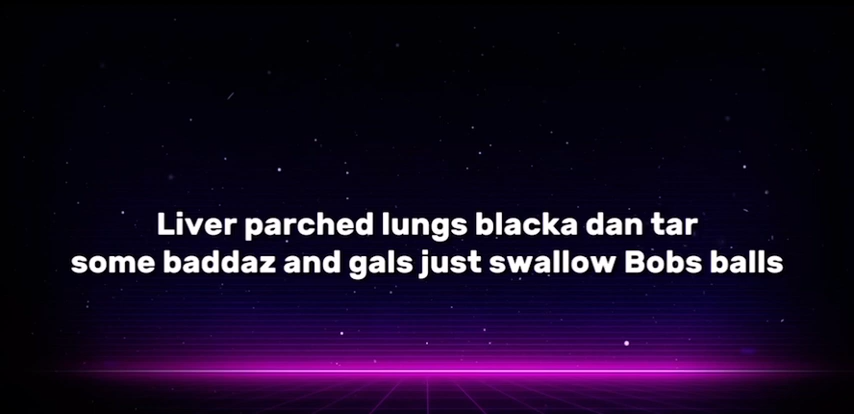 Liver parched lungs blacka dan tar
some baddaz and gals just swallow Bobs balls